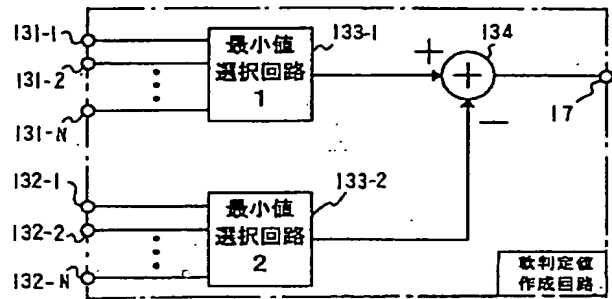 131-1
131-2
131-N
最小値
選択回路
1
133-1
+
134
+
17
−
132-1
132-2
132-N
最小値
選択回路
2
133-2
軟判定値
作成回路